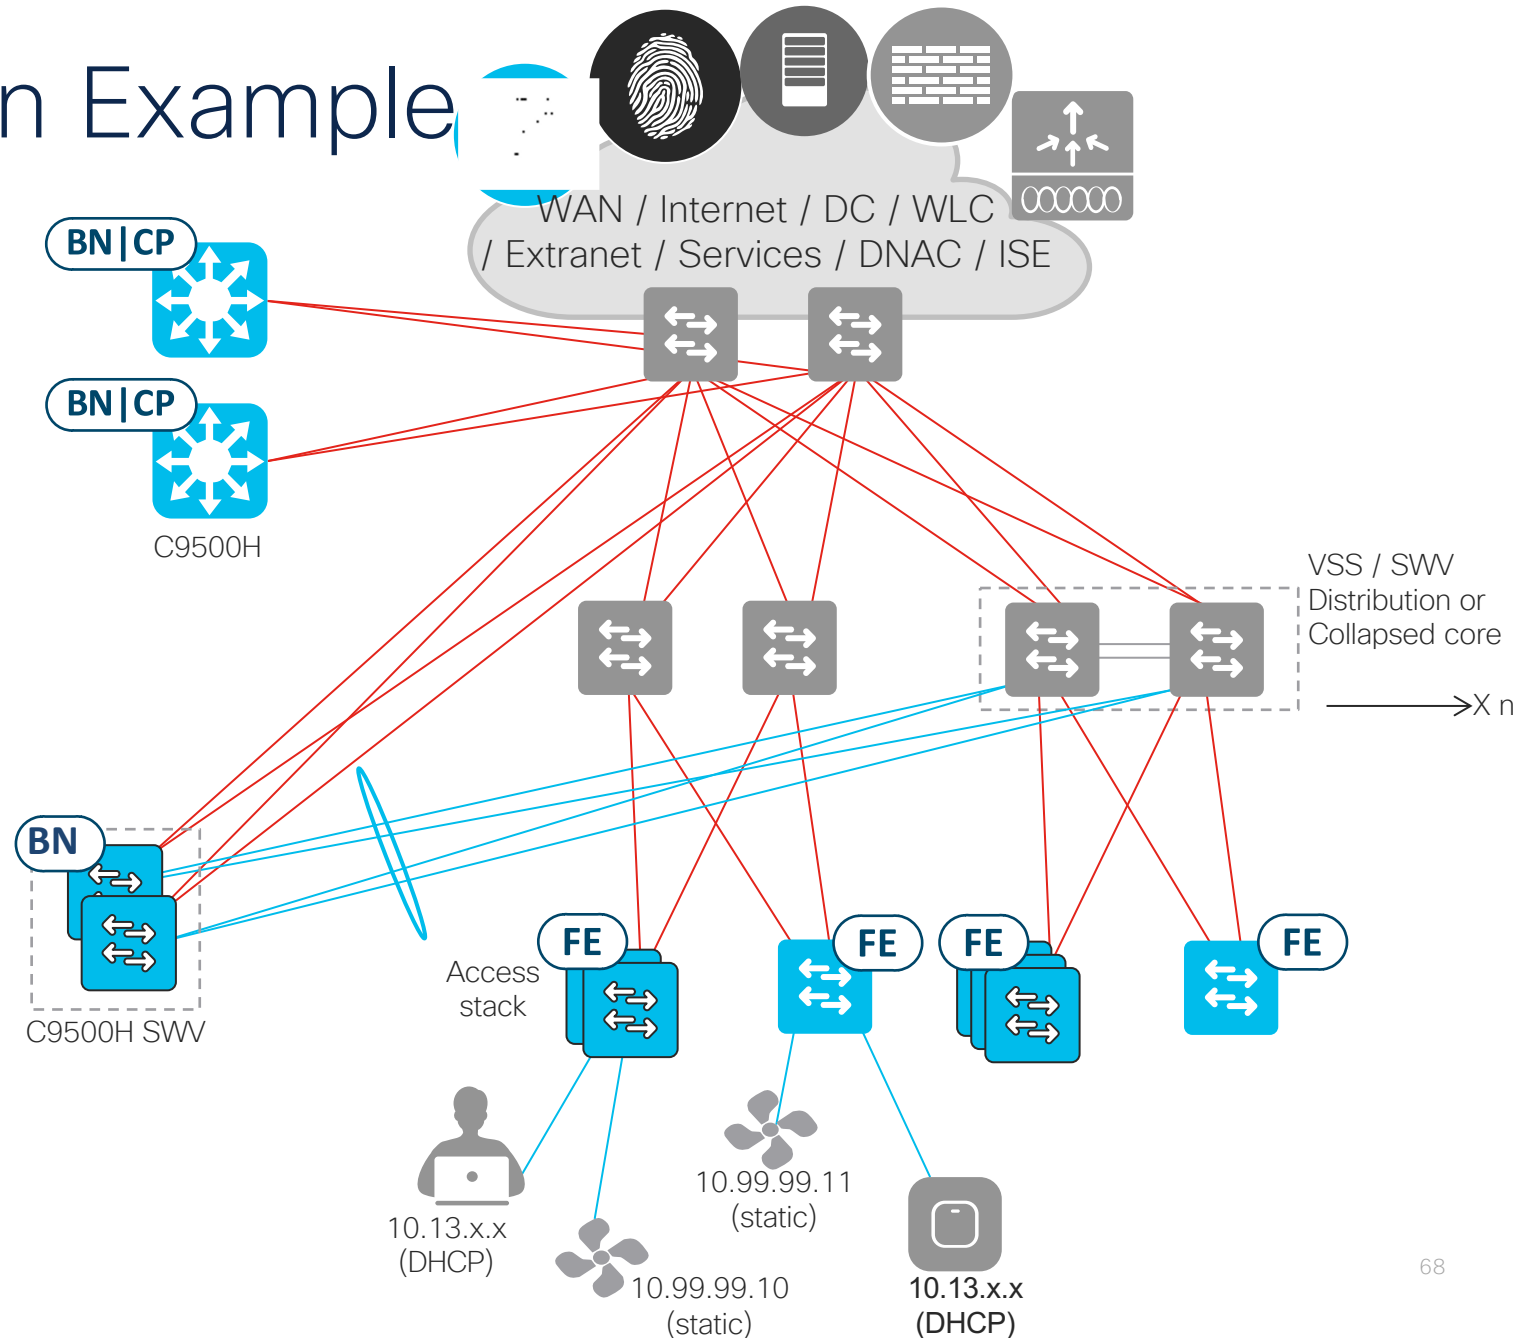 n Example
WAN / Internet / DC / WLC
/ Extranet / Services / DNAC / ISE
BN|CP
BN|CP
C9500H
VSS / SWV
Distribution or
Collapsed core
X n
BN
C9500H SWV
FE
FE
FE
FE
Access
stack
10.13.x.x
(DHCP)
10.99.99.10
(static)
10.99.99.11
(static)
10.13.x.x
(DHCP)
68